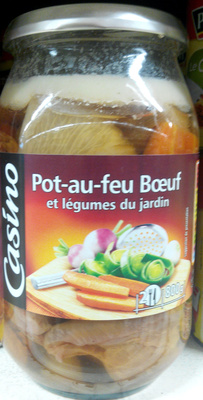 Casino
Pot-au-feu Bœuf
et légumes du jardin